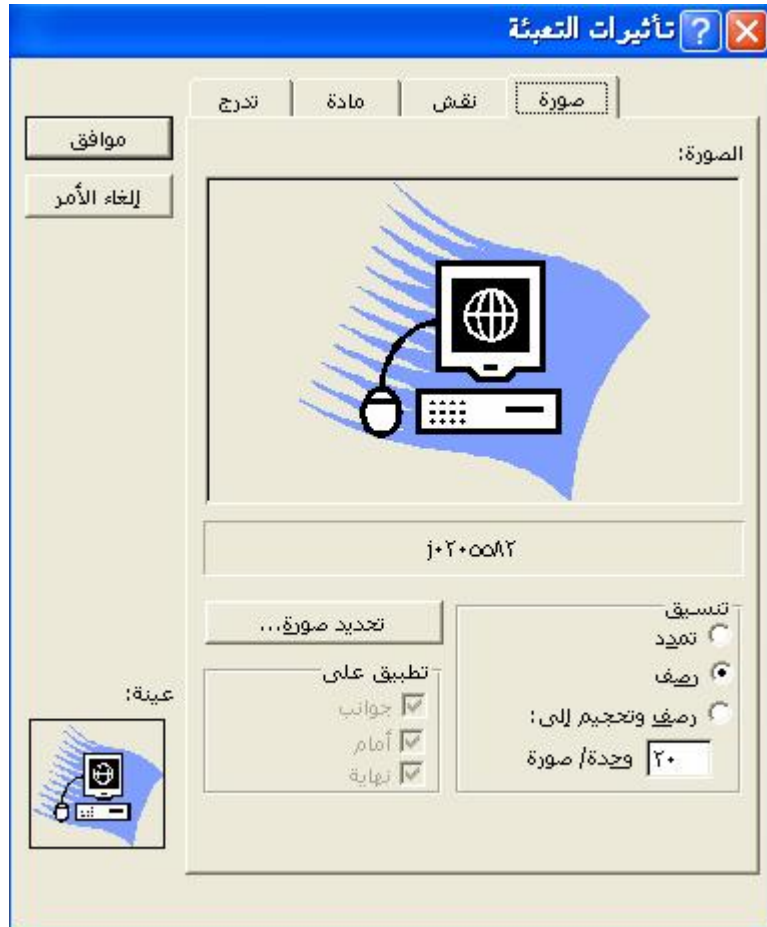 تأثيرات التعبئة
صورة
نقش
مادة
تدرج
موافق
إلغاء الأمر
الصورة:
j٠٢٠٥٥٨٢
تنسيق
تمدد
رصف
رصف وتحجيم إلى:
٢٠ وحدة/ صورة
تحديد صورة...
تطبيق على
جوانب
أمام
نهاية
عينة: